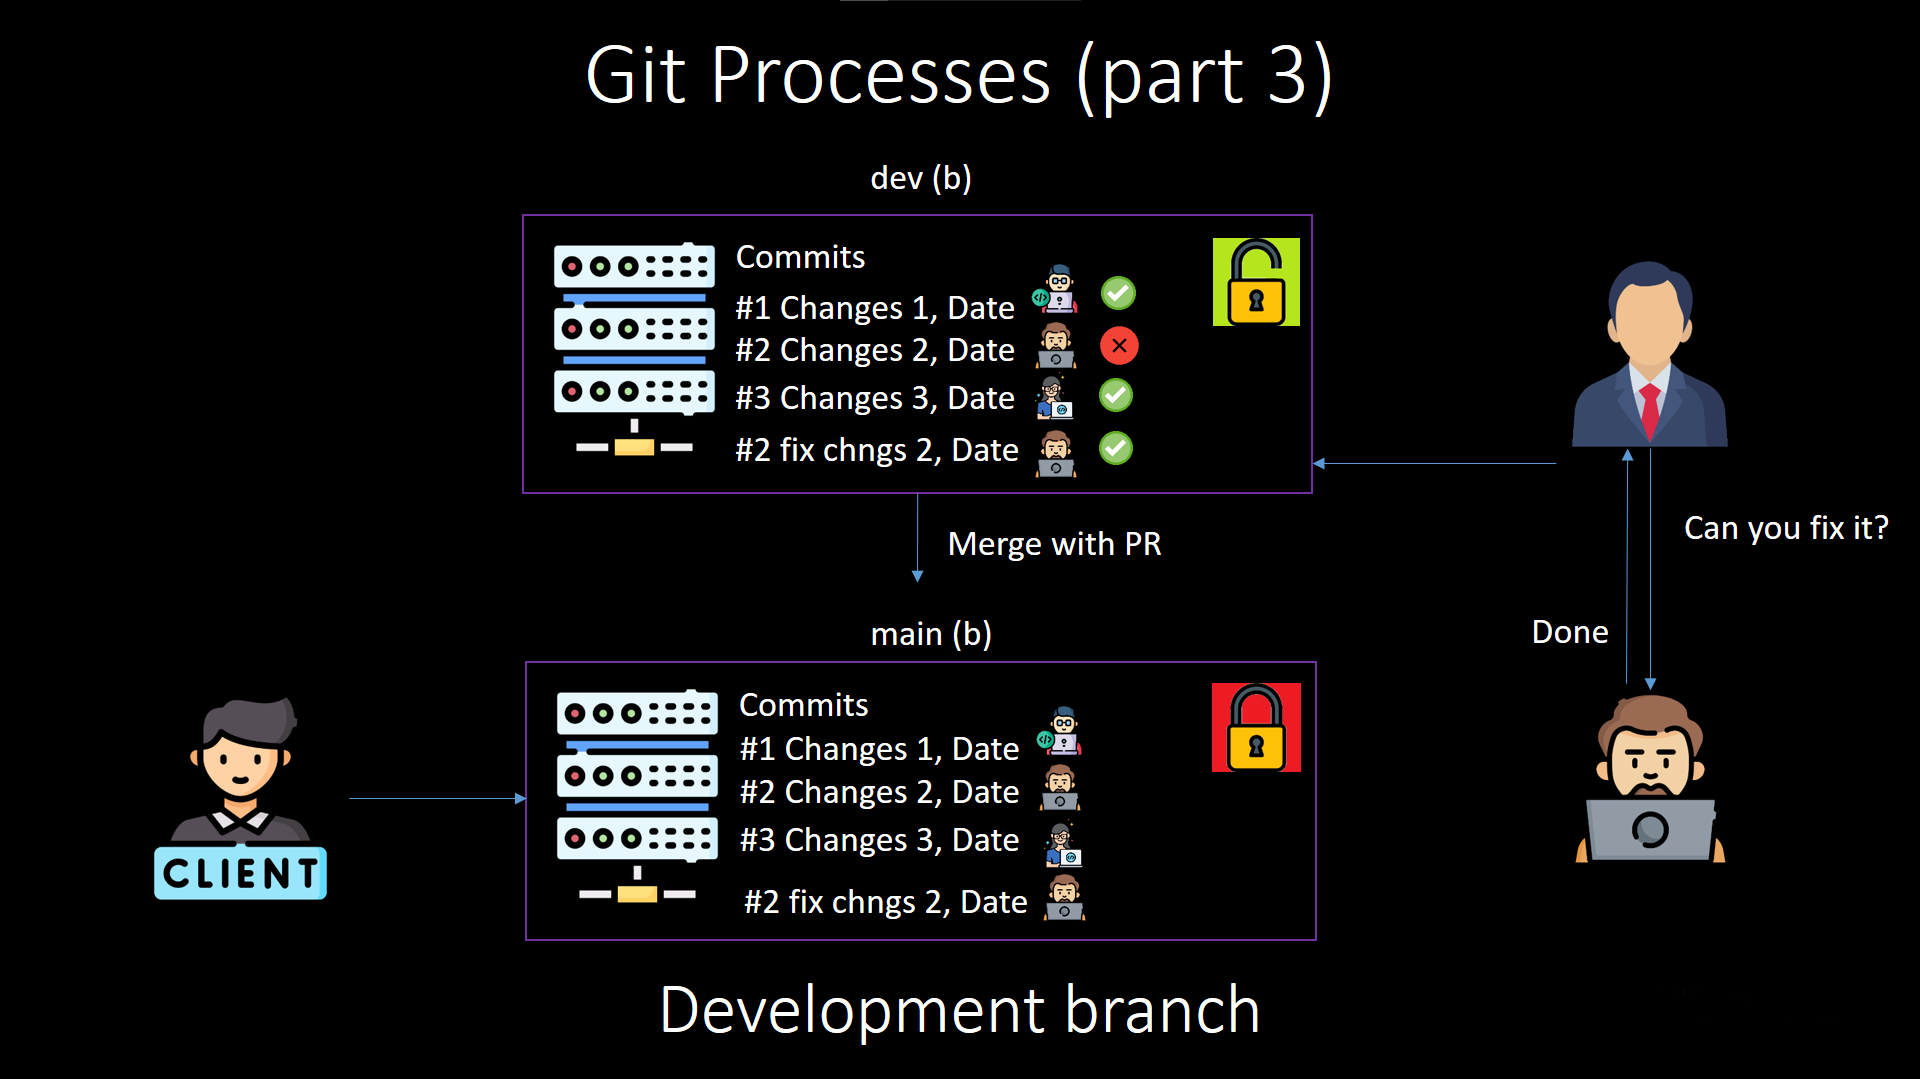 Git Processes (part 3)
dev (b)
Commits
#1 Changes 1, Date
#2 Changes 2, Date
#3 Changes 3, Date
#2 fix chngs 2, Date
Can you fix it?
Merge with PR
Done
main (b)
Commits
#1 Changes 1, Date
#2 Changes 2, Date
#3 Changes 3, Date
#2 fix chngs 2, Date
CLIENT
Development branch